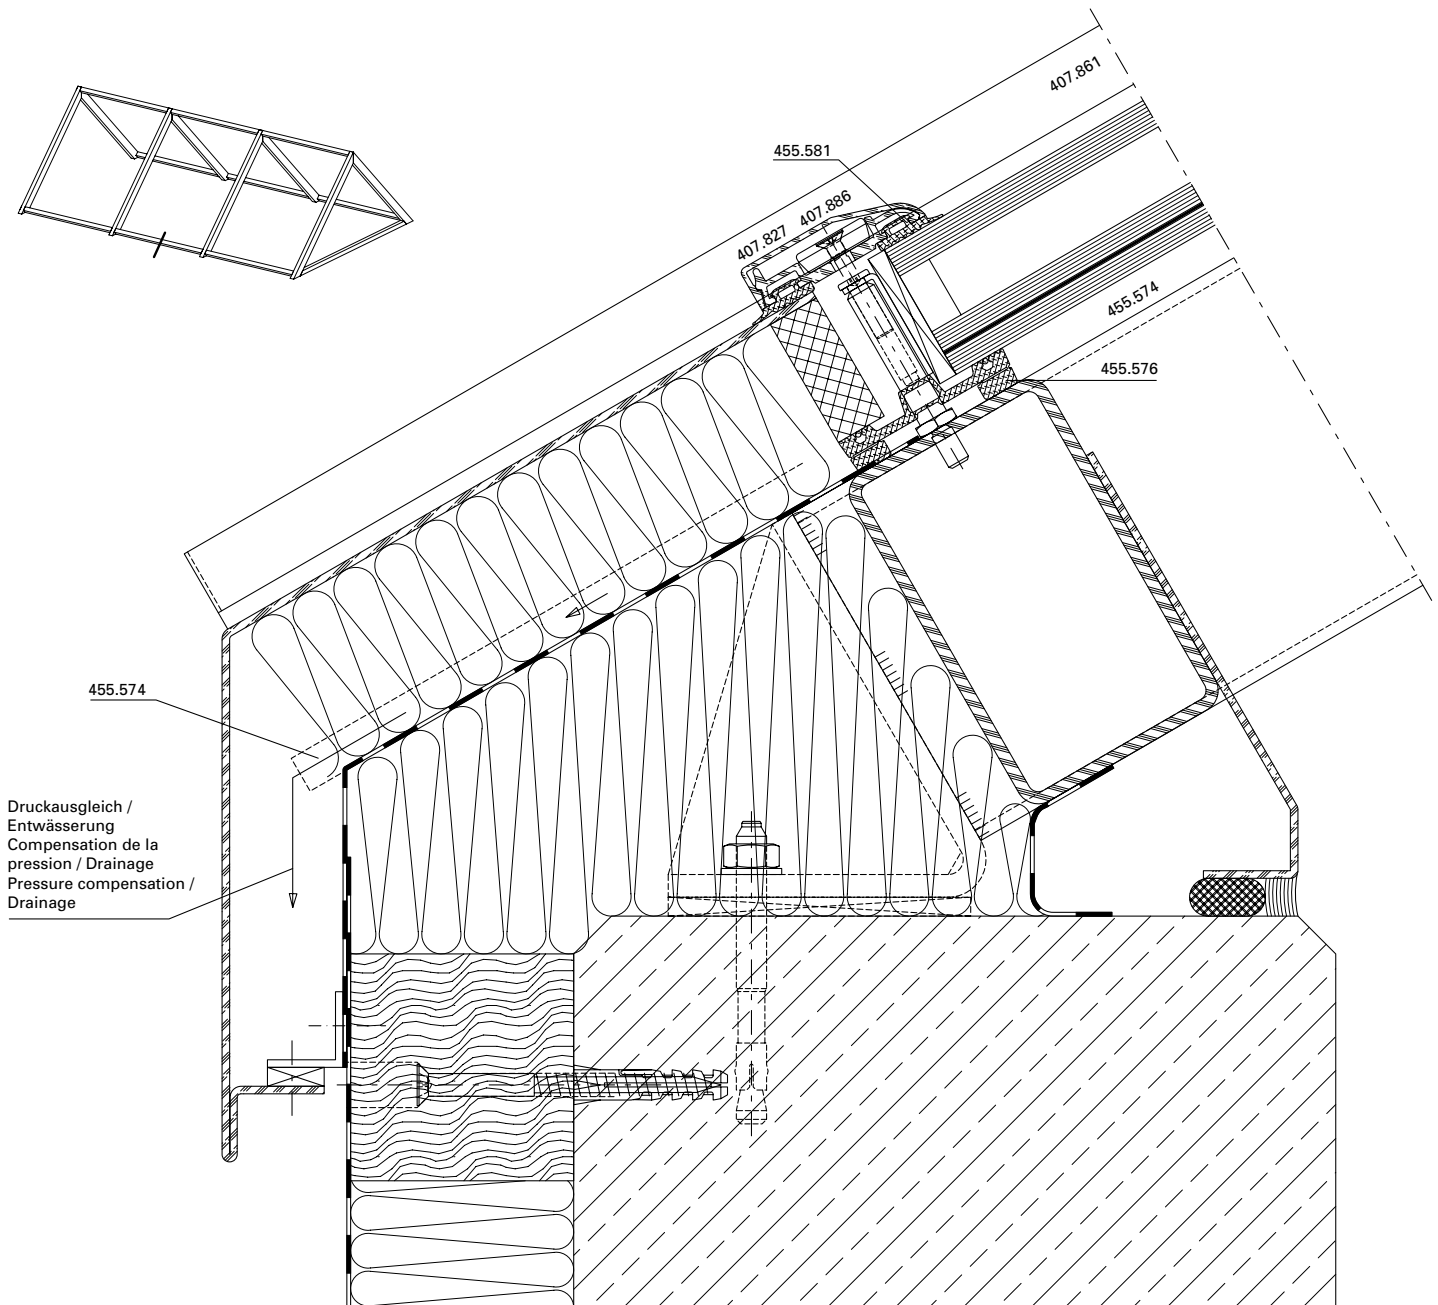 407.861
455.581
407.827
407.886
455.574
455.576
455.574
Druckausgleich /
Entwässerung
Compensation de la
pression / Drainage
Pressure compensation /
Drainage